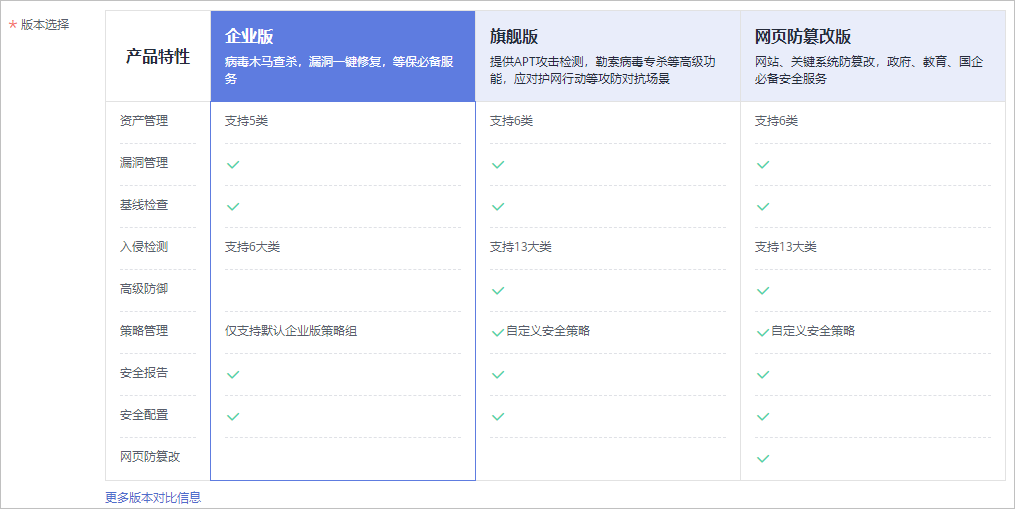 * 版本选择
产品特性
企业版
病毒木马查杀，漏洞一键修复，等保必备服
务
旗舰版
提供APT攻击检测，勒索病毒专杀等高级功
能，应对护网行动等攻防对抗场景
网页防篡改版
网站、关键系统防篡改，政府、教育、国企
必备安全服务
资产管理 支持5类 支持6类 支持6类
漏洞管理 ✓ ✓ ✓
基线检查 ✓ ✓ ✓
入侵检测 支持6大类 支持13大类 支持13大类
高级防御 ✓ ✓
策略管理 仅支持默认企业版策略组 ✓自定义安全策略 ✓自定义安全策略
安全报告 ✓ ✓ ✓
安全配置 ✓ ✓ ✓
网页防篡改 ✓
更多版本对比信息